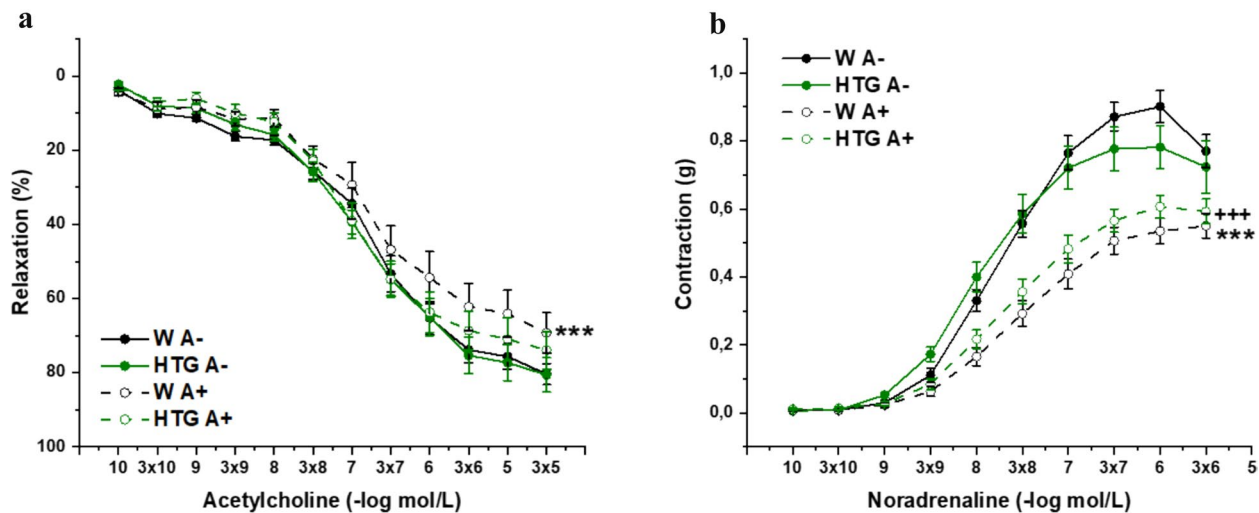 a
0
20
40
60
80
100
Relaxation (%)
W A-
HTG A-
W A+
HTG A+
***
10 3x10 9 3x9 8 3x8 7 3x7 6 3x6 5 3x5
Acetylcholine (-log mol/L)
b
1,0
0,8
0,6
0,4
0,2
0,0
Contraction (g)
W A-
HTG A-
W A+
HTG A+
+++
***
10 3x10 9 3x9 8 3x8 7 3x7 6 3x6 5
Noradrenaline (-log mol/L)